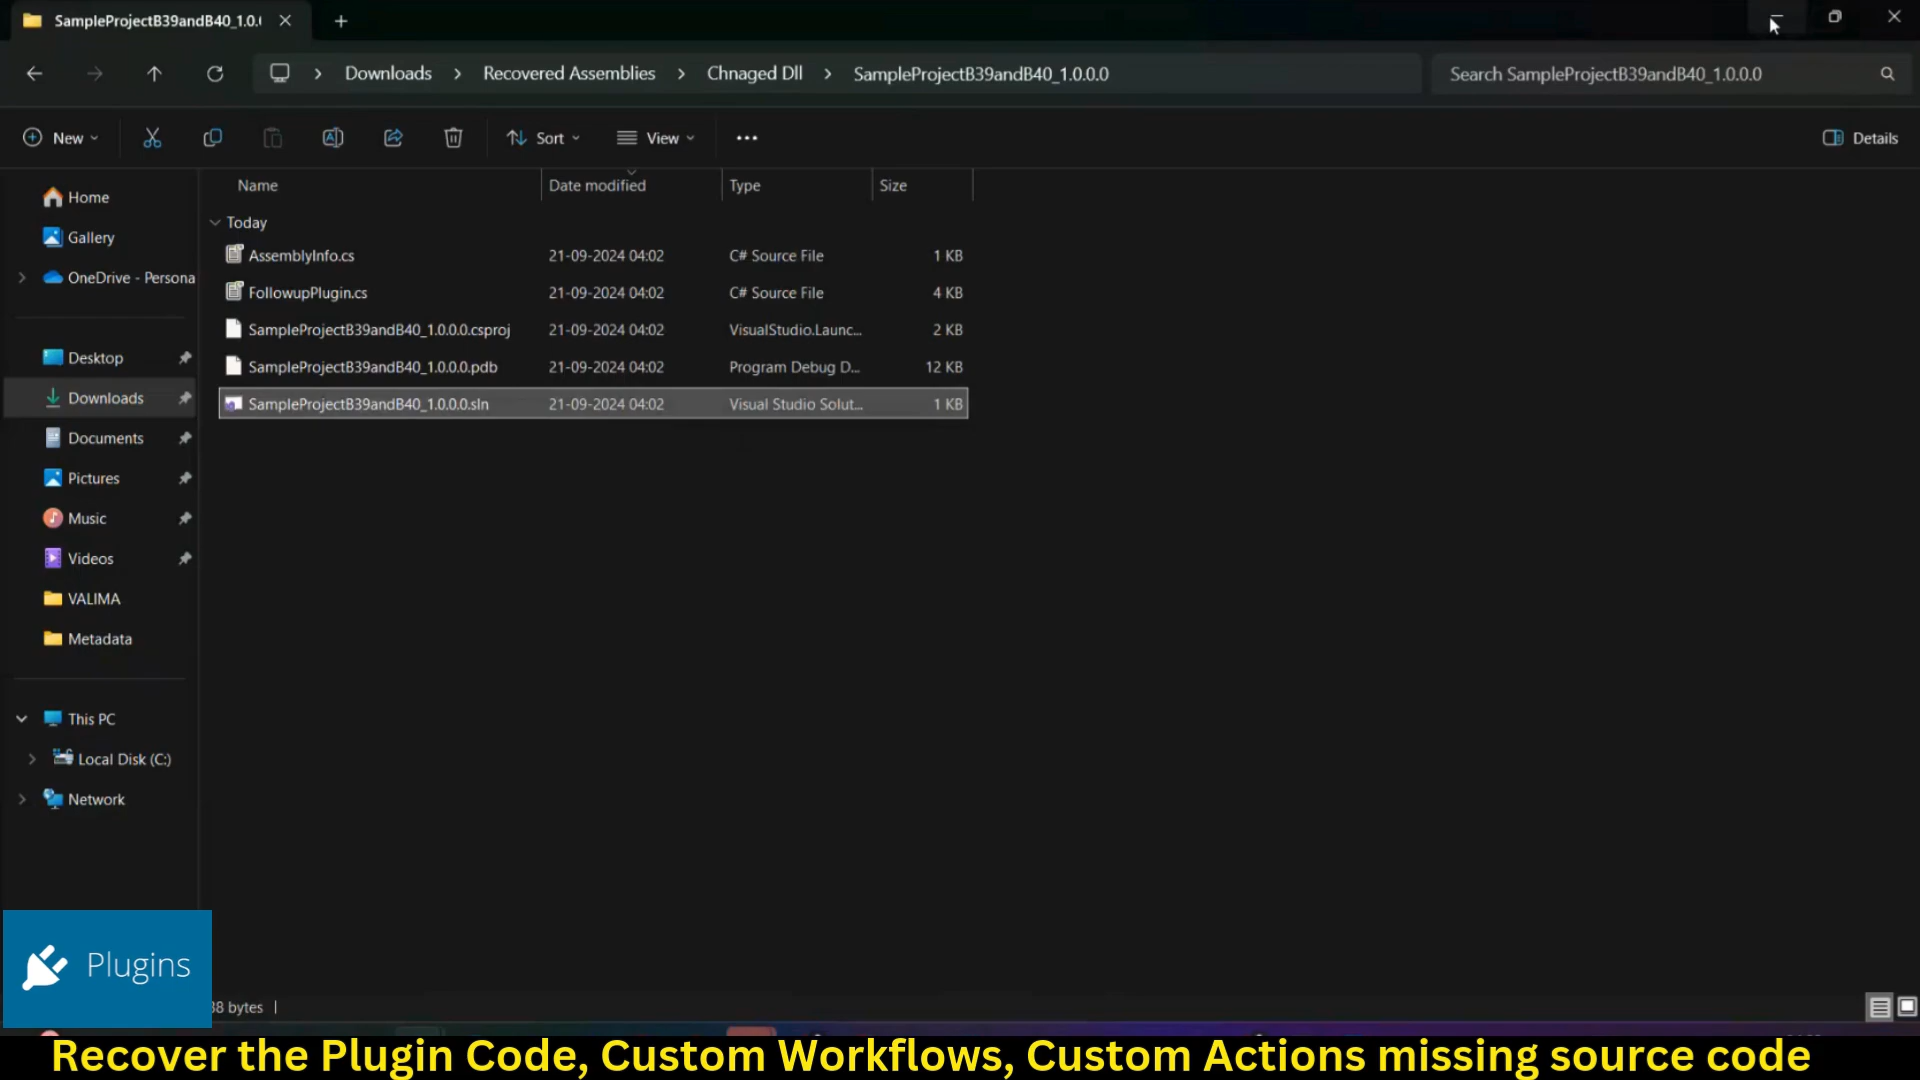 SampleProjectB39andB40_1.0.(
Downloads > Recovered Assemblies > Chnaged Dll > SampleProjectB39andB40_1.0.0.0
Search SampleProjectB39andB40_1.0.0.0
New
Sort
View
Details
Name Date modified Type Size
Home
Gallery
OneDrive - Persona
Desktop
Downloads
Documents
Pictures
Music
Videos
VALIMA
Metadata
This PC
Local Disk (C:)
Network
Today
AssemblyInfo.cs 21-09-2024 04:02 C# Source File 1 KB
FollowupPlugin.cs 21-09-2024 04:02 C# Source File 4 KB
SampleProjectB39andB40_1.0.0.0.csproj 21-09-2024 04:02 VisualStudio.Launc... 2 KB
SampleProjectB39andB40_1.0.0.0.pdb 21-09-2024 04:02 Program Debug D... 12 KB
SampleProjectB39andB40_1.0.0.0.sln 21-09-2024 04:02 Visual Studio Solut... 1 KB
Plugins
38 bytes
Recover the Plugin Code, Custom Workflows, Custom Actions missing source code